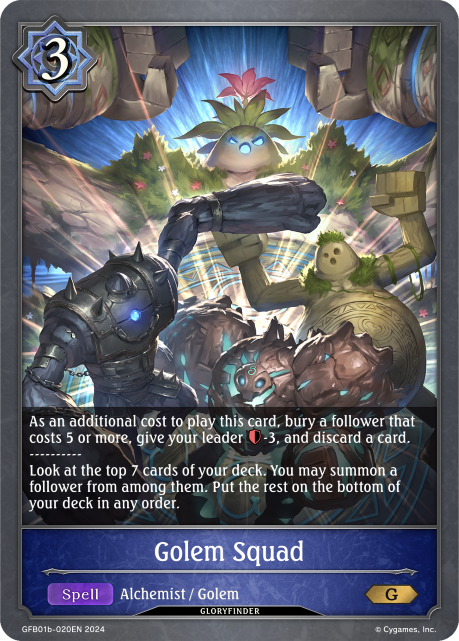 3
As an additional cost to play this card, bury a follower that
costs 5 or more, give your leader -3, and discard a card.
----------
Look at the top 7 cards of your deck. You may summon a
follower from among them. Put the rest on the bottom of
your deck in any order.
Golem Squad
Spell Alchemist / Golem G
GLORYFINDER
GFB01b-020EN 2024 © Cygames, Inc.